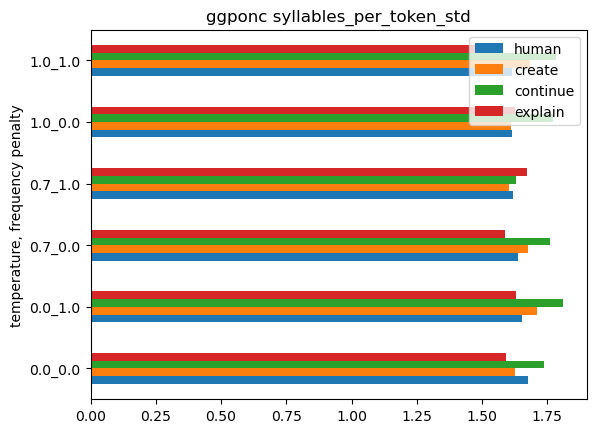 ggponc syllables_per_token_std
temperature, frequency penalty
1.0_1.0
1.0_0.0
0.7_1.0
0.7_0.0
0.0_1.0
0.0_0.0
0.00 0.25 0.50 0.75 1.00 1.25 1.50 1.75
human
create
continue
explain